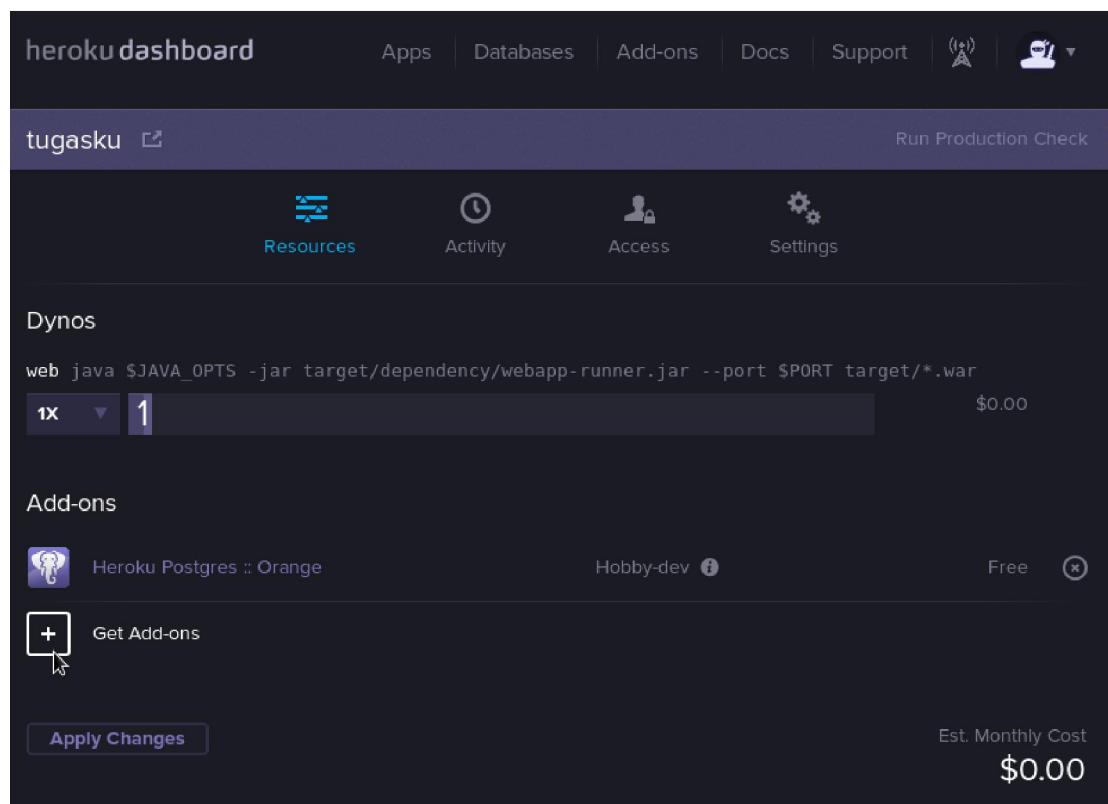 heroku dashboard Apps Databases Add-ons Docs Support
tugasku Run Production Check
Resources Activity Access Settings
Dynos
web java $JAVA_OPTS -jar target/dependency/webapp-runner.jar --port $PORT target/*.war
1X 1 $0.00
Add-ons
Heroku Postgres :: Orange Hobby-dev Free
+ Get Add-ons
Apply Changes Est. Monthly Cost
$0.00